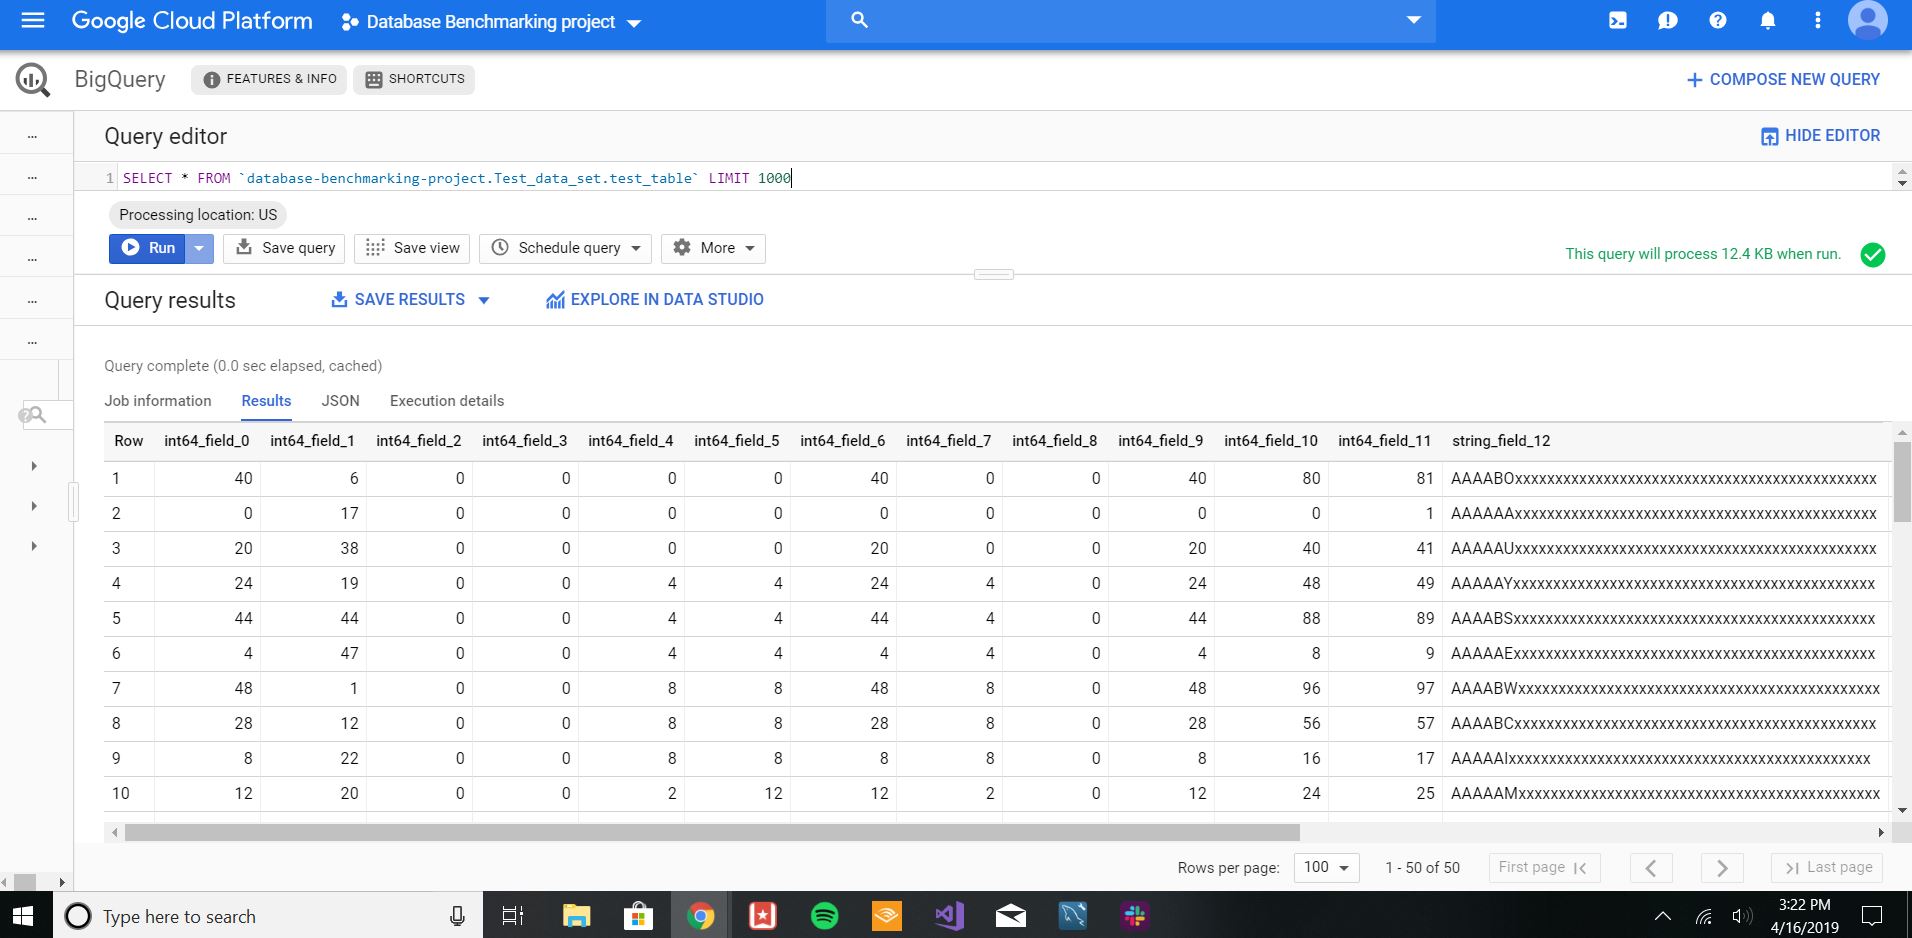 Google Cloud Platform Database Benchmarking project
BigQuery FEATURES & INFO SHORTCUTS COMPOSE NEW QUERY
...
...
...
...
...
...
Query editor HIDE EDITOR
1 SELECT * FROM `database-benchmarking-project.Test_data_set.test_table` LIMIT 1000
Processing location: US
Run Save query Save view Schedule query More This query will process 12.4 KB when run.
Query results SAVE RESULTS EXPLORE IN DATA STUDIO
Query complete (0.0 sec elapsed, cached)
Job information Results JSON Execution details
Row int64_field_0 int64_field_1 int64_field_2 int64_field_3 int64_field_4 int64_field_5 int64_field_6 int64_field_7 int64_field_8 int64_field_9 int64_field_10 int64_field_11 string_field_12
1 40 6 0 0 0 0 40 0 0 40 80 81 AAAABOxxxxxxxxxxxxxxxxxxxxxxxxxxxxxxxxxxxxxxxxxxxxxx
2 0 17 0 0 0 0 0 0 0 0 0 1 AAAAAAxxxxxxxxxxxxxxxxxxxxxxxxxxxxxxxxxxxxxxxxxxxxxx
3 20 38 0 0 0 0 20 0 0 20 40 41 AAAAAUxxxxxxxxxxxxxxxxxxxxxxxxxxxxxxxxxxxxxxxxxxxxxx
4 24 19 0 0 4 4 24 4 0 24 48 49 AAAAAYxxxxxxxxxxxxxxxxxxxxxxxxxxxxxxxxxxxxxxxxxxxxxx
5 44 44 0 0 4 4 44 4 0 44 88 89 AAAABSxxxxxxxxxxxxxxxxxxxxxxxxxxxxxxxxxxxxxxxxxxxxxx
6 4 47 0 0 4 4 4 4 0 4 8 9 AAAAAExxxxxxxxxxxxxxxxxxxxxxxxxxxxxxxxxxxxxxxxxxxxxx
7 48 1 0 0 8 8 48 8 0 48 96 97 AAAABWxxxxxxxxxxxxxxxxxxxxxxxxxxxxxxxxxxxxxxxxxxxxxx
8 28 12 0 0 8 8 28 8 0 28 56 57 AAAABCxxxxxxxxxxxxxxxxxxxxxxxxxxxxxxxxxxxxxxxxxxxxxx
9 8 22 0 0 8 8 8 8 0 8 16 17 AAAAAIxxxxxxxxxxxxxxxxxxxxxxxxxxxxxxxxxxxxxxxxxxxxxx
10 12 20 0 0 2 12 12 2 0 12 24 25 AAAAAMxxxxxxxxxxxxxxxxxxxxxxxxxxxxxxxxxxxxxxxxxxxxxx
Rows per page: 100 1 - 50 of 50 First page Last page
Type here to search
3:22 PM
4/16/2019